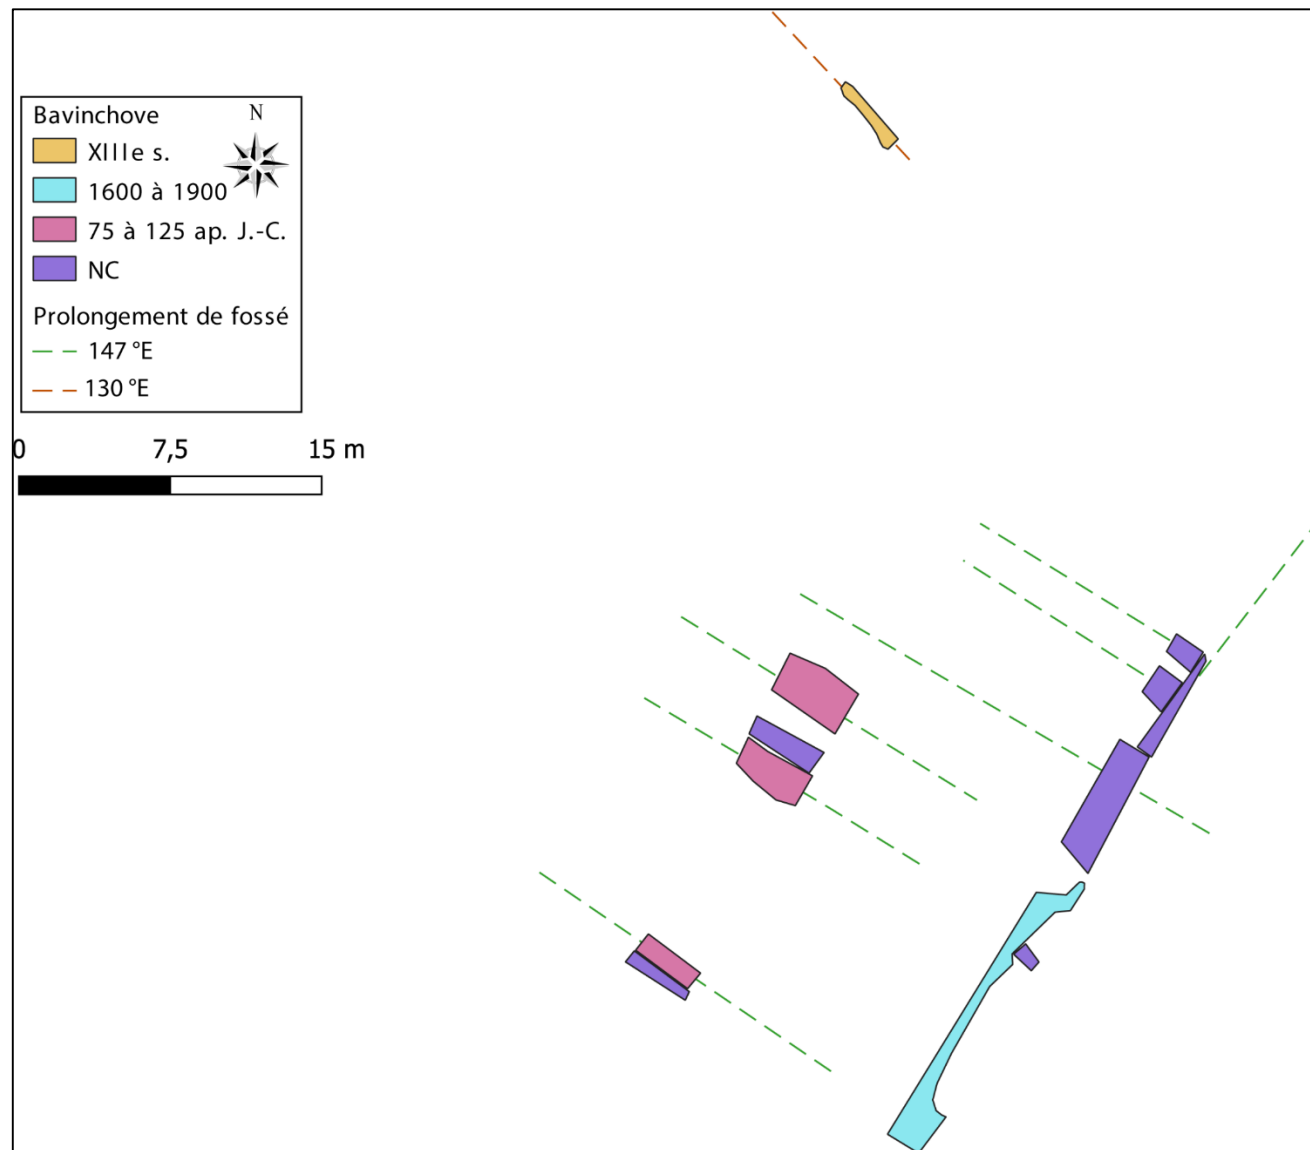 Bavinchove
N
XIIIe s.
1600 à 1900
75 à 125 ap. J.-C.
NC
Prolongement de fossé
147 °E
130 °E
0 7,5 15 m